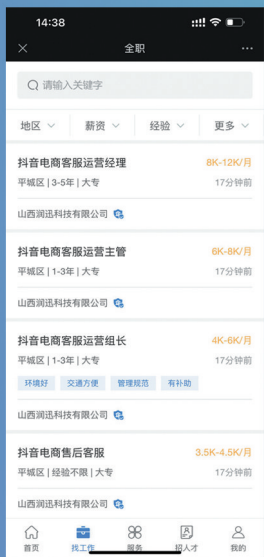 14:38
全职
请输入关键字
地区 薪资 经验 更多
抖音电商客服运营经理 8K-12K/月
平城区 | 3-5年 | 大专 17分钟前
山西润迅科技有限公司
抖音电商客服运营主管 6K-8K/月
平城区 | 1-3年 | 大专 17分钟前
山西润迅科技有限公司
抖音电商客服运营组长 4K-6K/月
平城区 | 1-3年 | 大专 17分钟前
环境好 交通方便 管理规范 有补助
山西润迅科技有限公司
抖音电商售后客服 3.5K-4.5K/月
平城区 | 经验不限 | 大专 17分钟前
山西润迅科技有限公司
首页 找工作 服务 招人才 我的